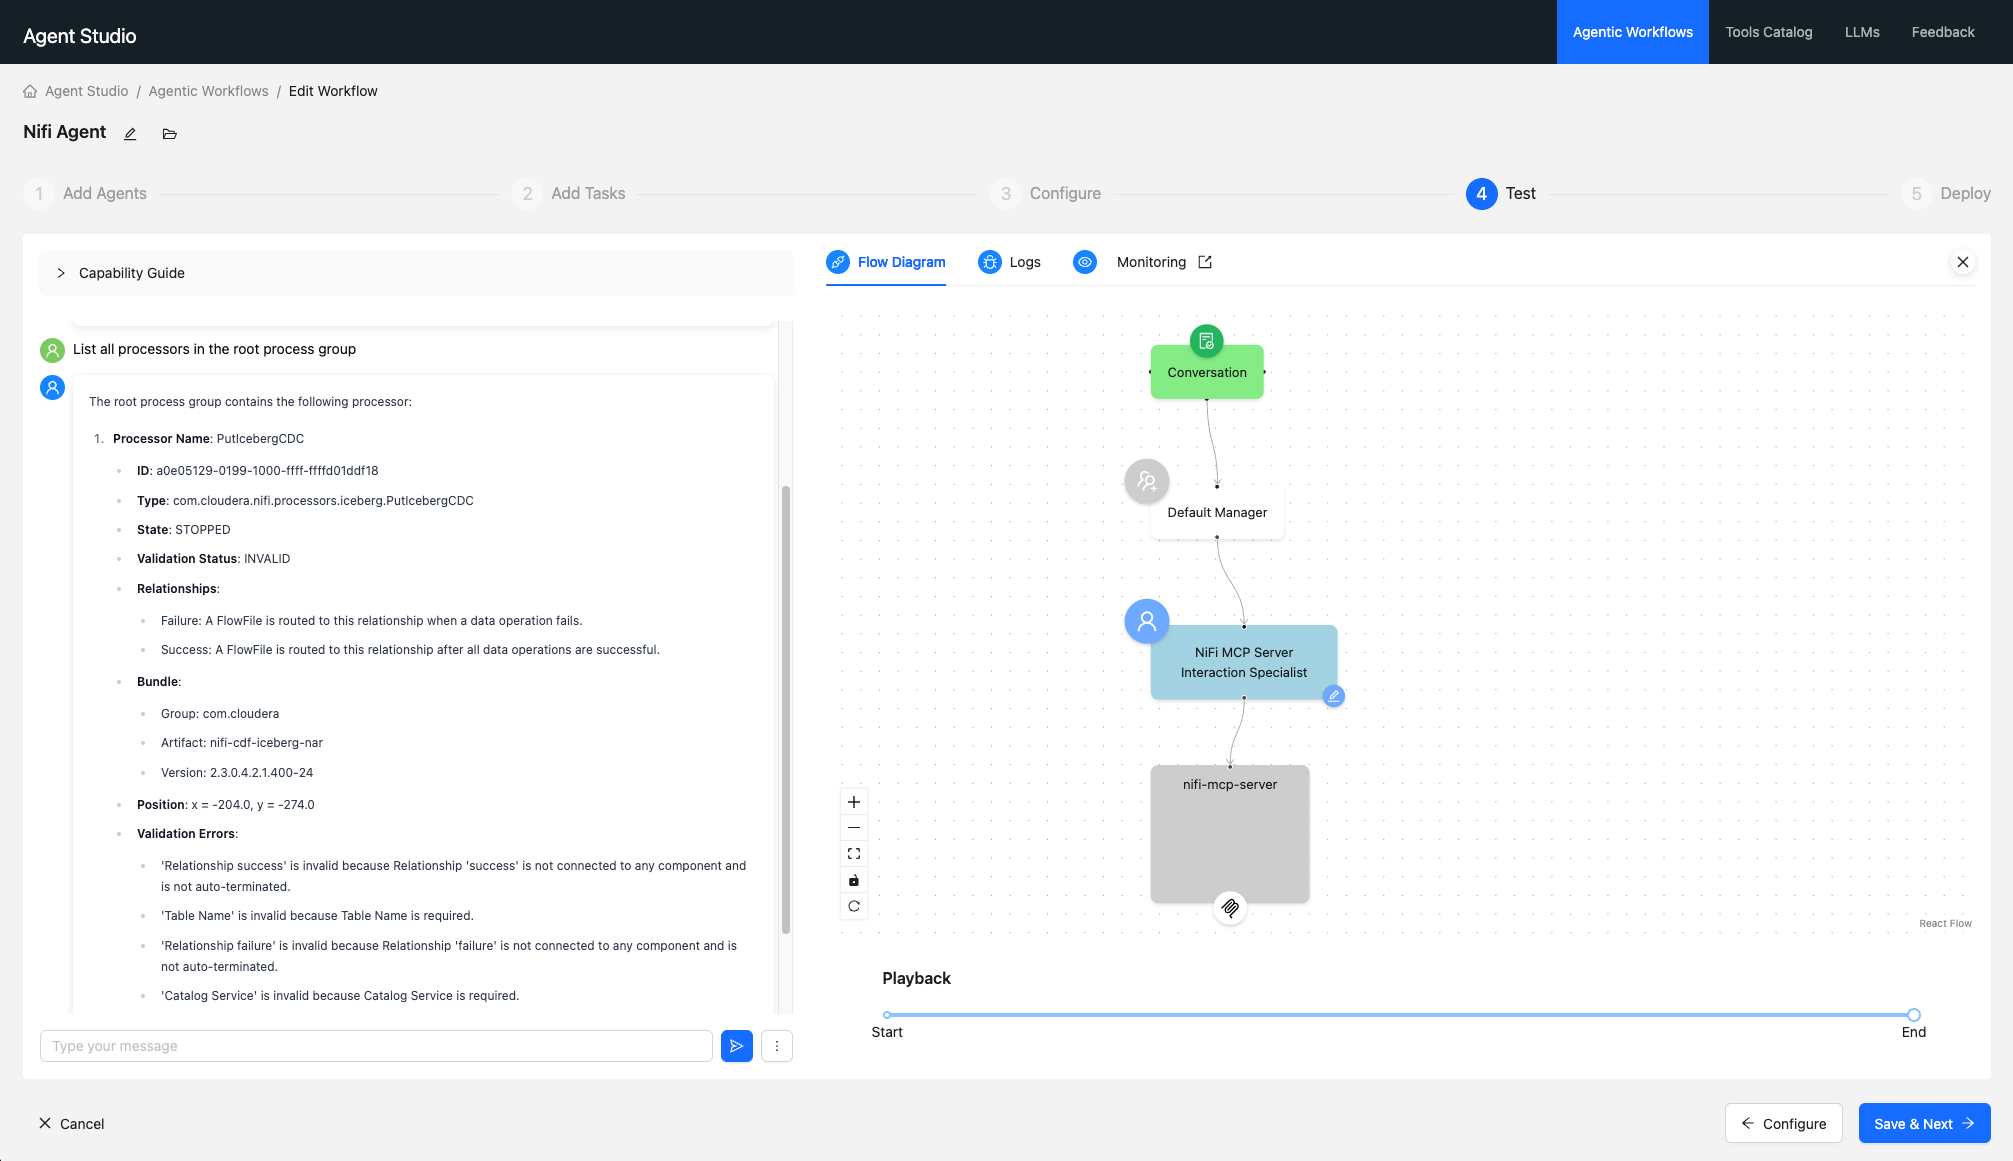 Agent Studio
Agentic Workflows
Tools Catalog
LLMs
Feedback
Agent Studio / Agentic Workflows / Edit Workflow
Nifi Agent
1 Add Agents
2 Add Tasks
3 Configure
4 Test
5 Deploy
Capability Guide
List all processors in the root process group
The root process group contains the following processor:
1. Processor Name: PutIcebergCDC
ID: a0e05129-0199-1000-ffff-ffffd01ddf18
Type: com.cloudera.nifi.processors.iceberg.PutIcebergCDC
State: STOPPED
Validation Status: INVALID
Relationships:
Failure: A FlowFile is routed to this relationship when a data operation fails.
Success: A FlowFile is routed to this relationship after all data operations are successful.
Bundle:
Group: com.cloudera
Artifact: nifi-cdf-iceberg-nar
Version: 2.3.0.4.2.1.400-24
Position: x = -204.0, y = -274.0
Validation Errors:
'Relationship success' is invalid because Relationship 'success' is not connected to any component and
is not auto-terminated.
'Table Name' is invalid because Table Name is required.
'Relationship failure' is invalid because Relationship 'failure' is not connected to any component and is
not auto-terminated.
'Catalog Service' is invalid because Catalog Service is required.
Type your message
Flow Diagram
Logs
Monitoring
Conversation
Default Manager
NiFi MCP Server
Interaction Specialist
nifi-mcp-server
React Flow
Playback
Start
End
Cancel
Configure
Save & Next